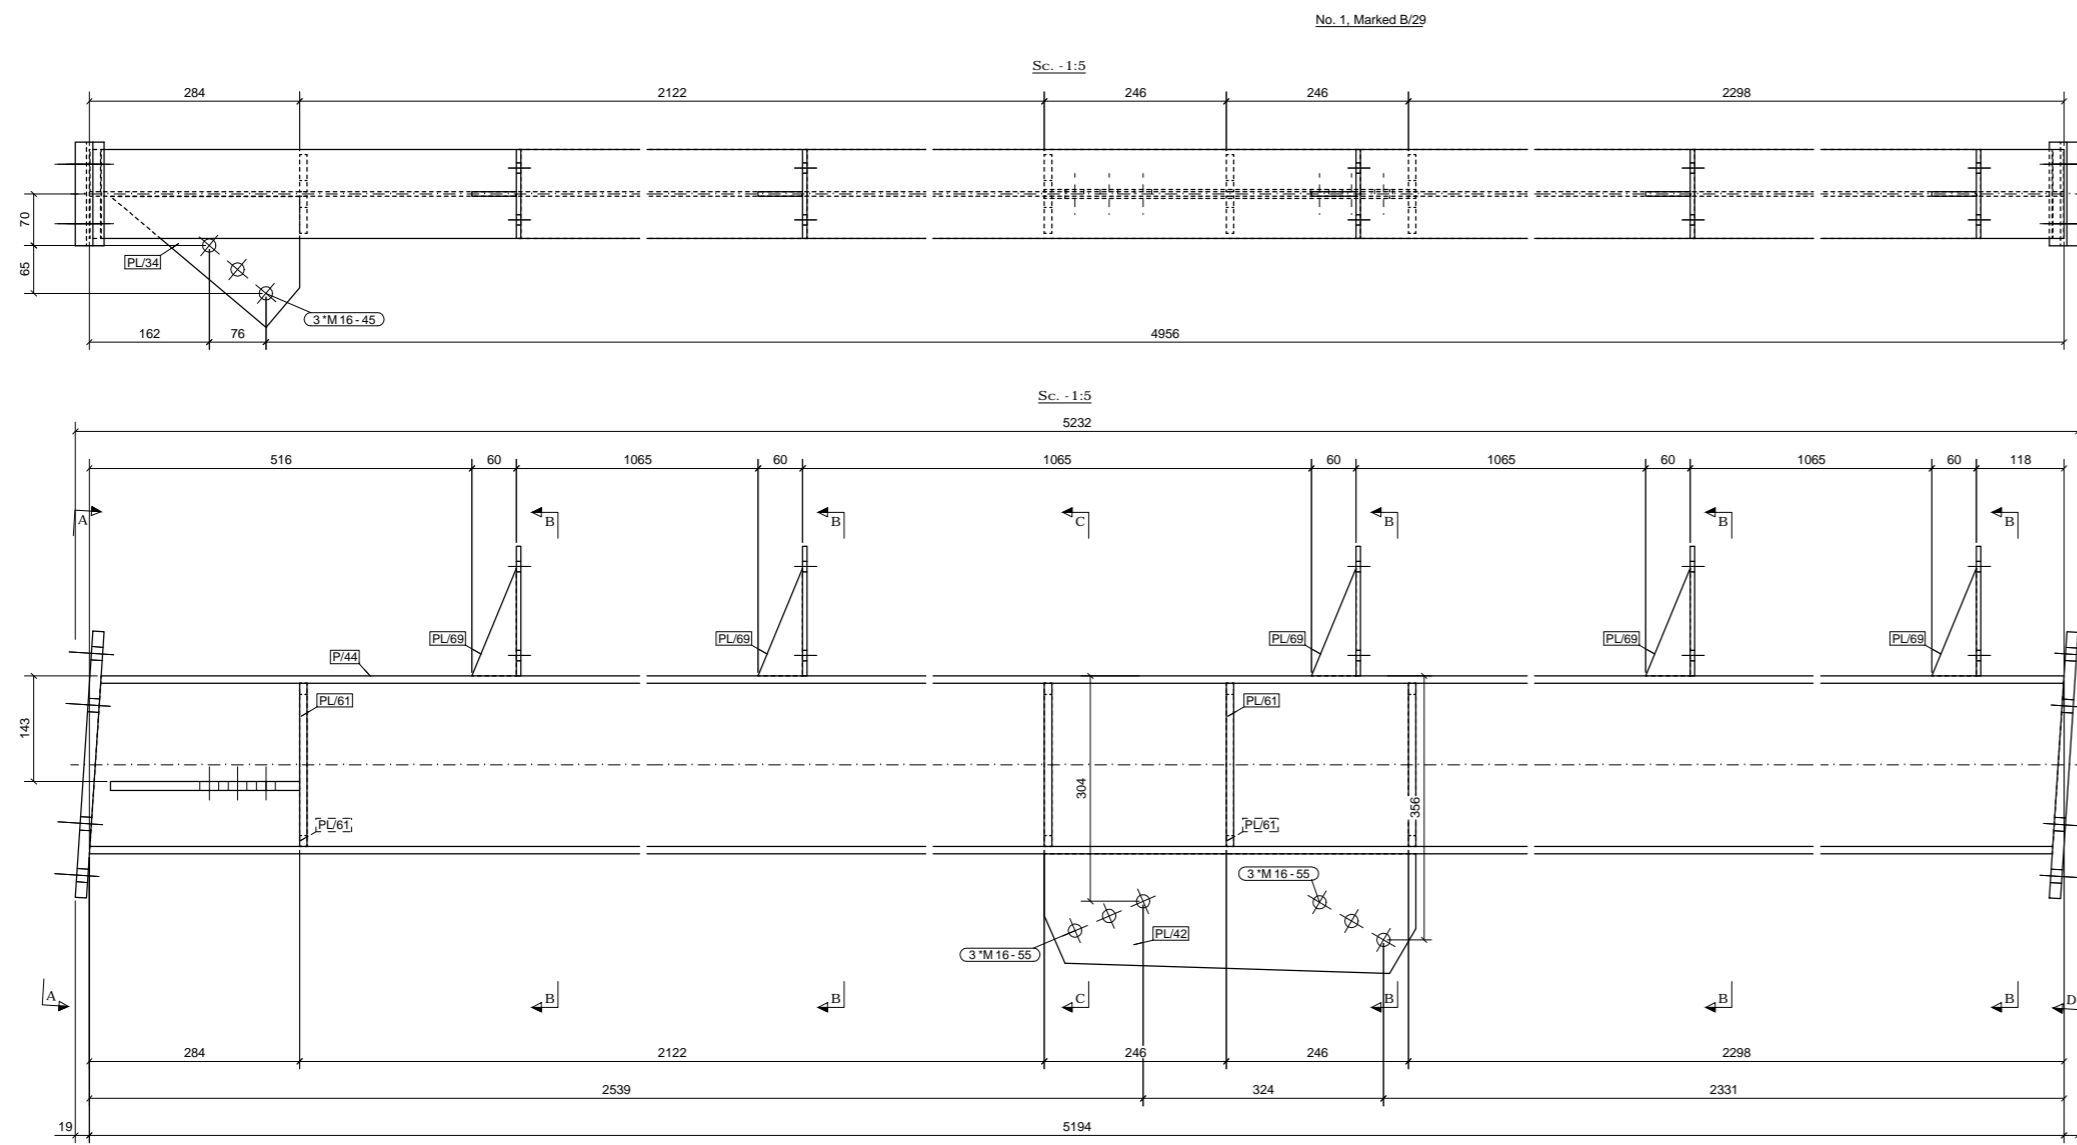 No. 1, Marked B/29
Sc. -1:5
284 2122 246 246 2298
70
65
PL/34
3 *M 16 - 45
162 76 4956
Sc. -1:5
5232
516 60 1065 60 1065 60 1065 60 1065 60 118
A B B C B B B
PL/69 PL/69 PL/69 PL/69 PL/69
P/44
PL/61 PL/61
143
304
356
PL/61 PL/61
3 *M 16 - 55
PL/42
3 *M 16 - 55
A B B C B B B D
284 2122 246 246 2298
2539 324 2331
19 5194